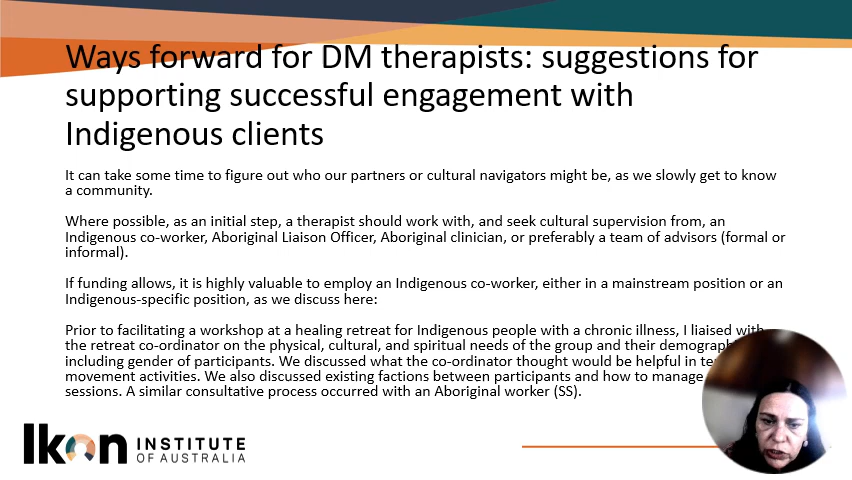 Ways forward for DM therapists: suggestions for
supporting successful engagement with
Indigenous clients
It can take some time to figure out who our partners or cultural navigators might be, as we slowly get to know
a community.
Where possible, as an initial step, a therapist should work with, and seek cultural supervision from, an
Indigenous co-worker, Aboriginal Liaison Officer, Aboriginal clinician, or preferably a team of advisors (formal or
informal).
If funding allows, it is highly valuable to employ an Indigenous co-worker, either in a mainstream position or an
Indigenous-specific position, as we discuss here:
Prior to facilitating a workshop at a healing retreat for Indigenous people with a chronic illness, I liaised with
the retreat co-ordinator on the physical, cultural, and spiritual needs of the group and their
including gender of participants. We discussed what the co-ordinator thought would be helpful in
movement activities. We also discussed existing factions between participants and how to manage
sessions. A similar consultative process occurred with an Aboriginal worker (SS).
Ikon INSTITUTE
OF AUSTRALIA